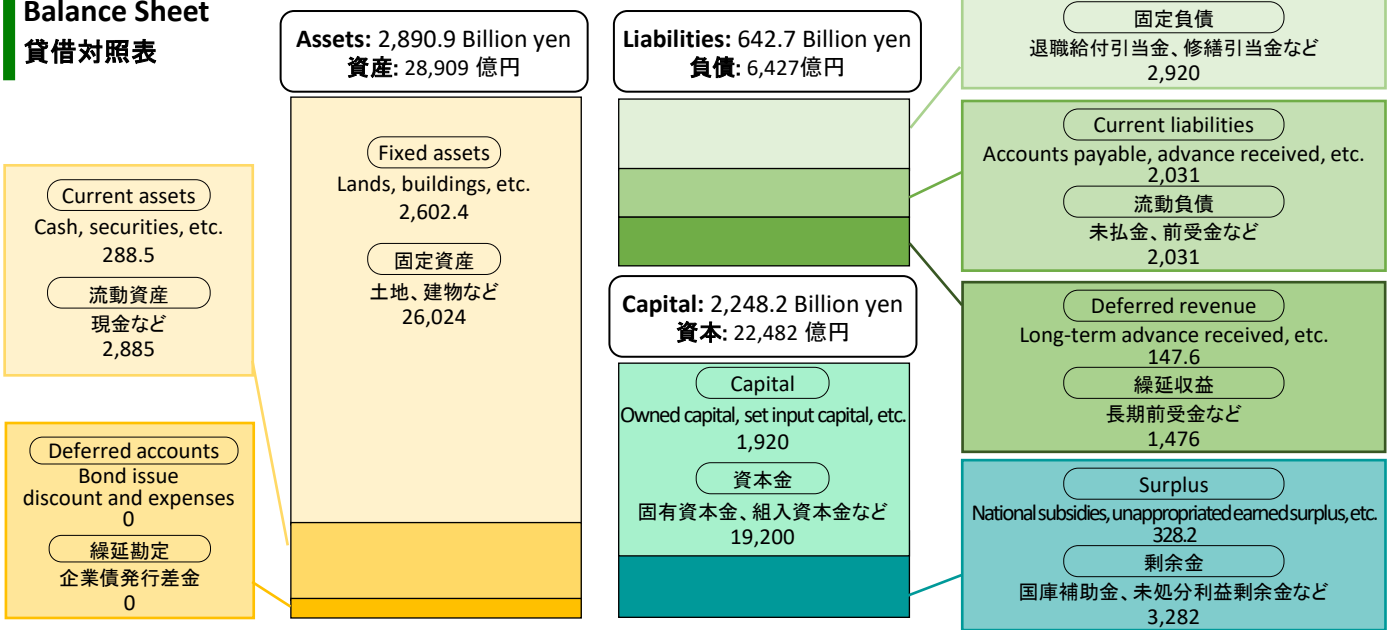 Balance Sheet
貸借対照表
Assets: 2,890.9 Billion yen
資産: 28,909 億円
Liabilities: 642.7 Billion yen
負債: 6,427億円
固定負債
退職給付引当金、修繕引当金など
2,920
Current assets
Cash, securities, etc.
288.5
流動資産
現金など
2,885
Deferred accounts
Bond issue
discount and expenses
0
繰延勘定
企業債発行差金
0
Fixed assets
Lands, buildings, etc.
2,602.4
固定資産
土地、建物など
26,024
Current liabilities
Accounts payable, advance received, etc.
2,031
流動負債
未払金、前受金など
2,031
Deferred revenue
Long-term advance received, etc.
147.6
繰延収益
長期前受金など
1,476
Capital: 2,248.2 Billion yen
資本: 22,482 億円
Capital
Owned capital, set input capital, etc.
1,920
資本金
固有資本金、組入資本金など
19,200
Surplus
National subsidies, unappropriated earned surplus, etc.
328.2
剰余金
国庫補助金、未処分利益剰余金など
3,282